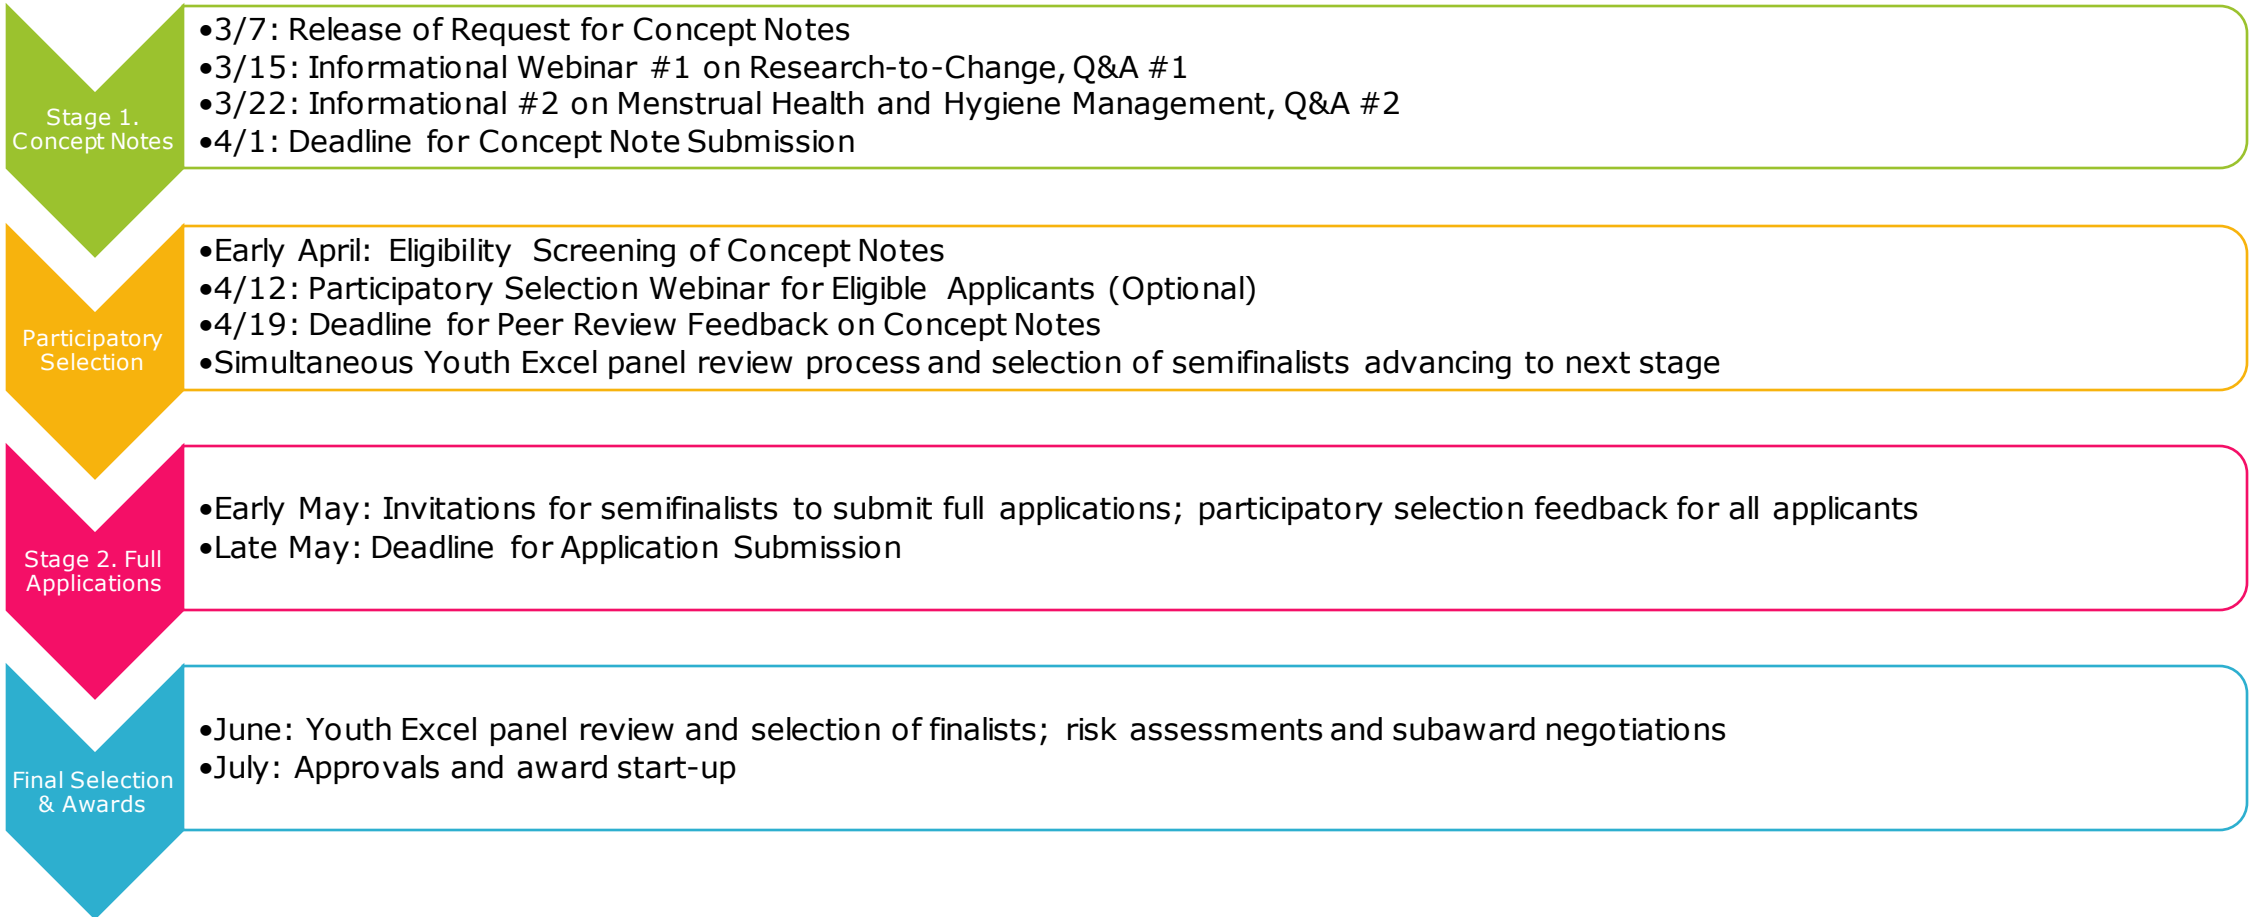 Stage 1.
Concept Notes
•3/7: Release of Request for Concept Notes
•3/15: Informational Webinar #1 on Research-to-Change, Q&A #1
•3/22: Informational #2 on Menstrual Health and Hygiene Management, Q&A #2
•4/1: Deadline for Concept Note Submission
Participatory
Selection
•Early April: Eligibility Screening of Concept Notes
•4/12: Participatory Selection Webinar for Eligible Applicants (Optional)
•4/19: Deadline for Peer Review Feedback on Concept Notes
•Simultaneous Youth Excel panel review process and selection of semifinalists advancing to next stage
Stage 2. Full
Applications
•Early May: Invitations for semifinalists to submit full applications; participatory selection feedback for all applicants
•Late May: Deadline for Application Submission
Final Selection
& Awards
•June: Youth Excel panel review and selection of finalists; risk assessments and subaward negotiations
•July: Approvals and award start-up